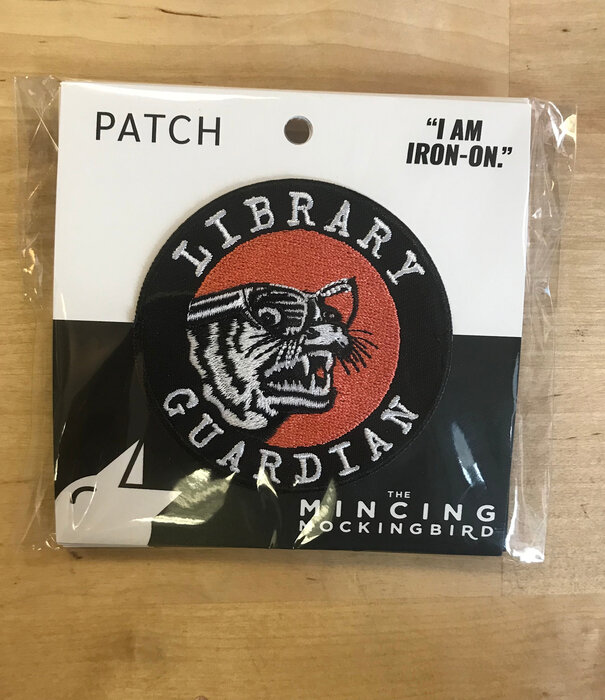 PATCH
“I AM
IRON-ON.”
LIBRARY
GUARDIAN
THE
MINCING
MOCKINGBIRD